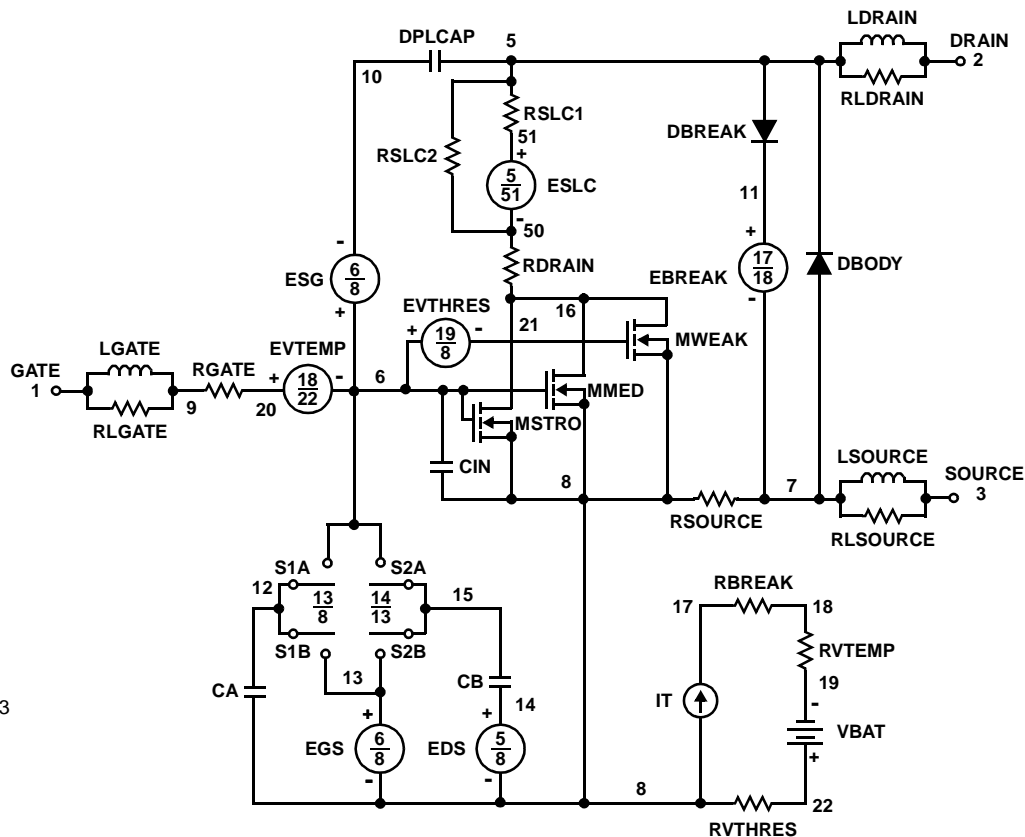 LDRAIN
DPLCAP 5 DRAIN
10 2
RSLC1 RLDRAIN
DBREAK
51
RSLC2 +
5
51
ESLC 11
-
50
- +
RDRAIN 17
18
DBODY
ESG 6
8
EBREAK
EVTHRES 16 -
+ + 19
8
- 21
MWEAK
LGATE EVTEMP
GATE RGATE + 18
22
- 6 MMED
1 9 20
MSTRO
RLGATE
LSOURCE
CIN SOURCE
8 7 3
RSOURCE
RLSOURCE
S1A S2A
12 13
8
14
13
15 RBREAK
17 18
S1B S2B
RVTEMP
13 CB 19
CA 14 IT -
+ +
VBAT
EGS 6
8
EDS 5
8
+
- -
8 22
RVTHRES
3